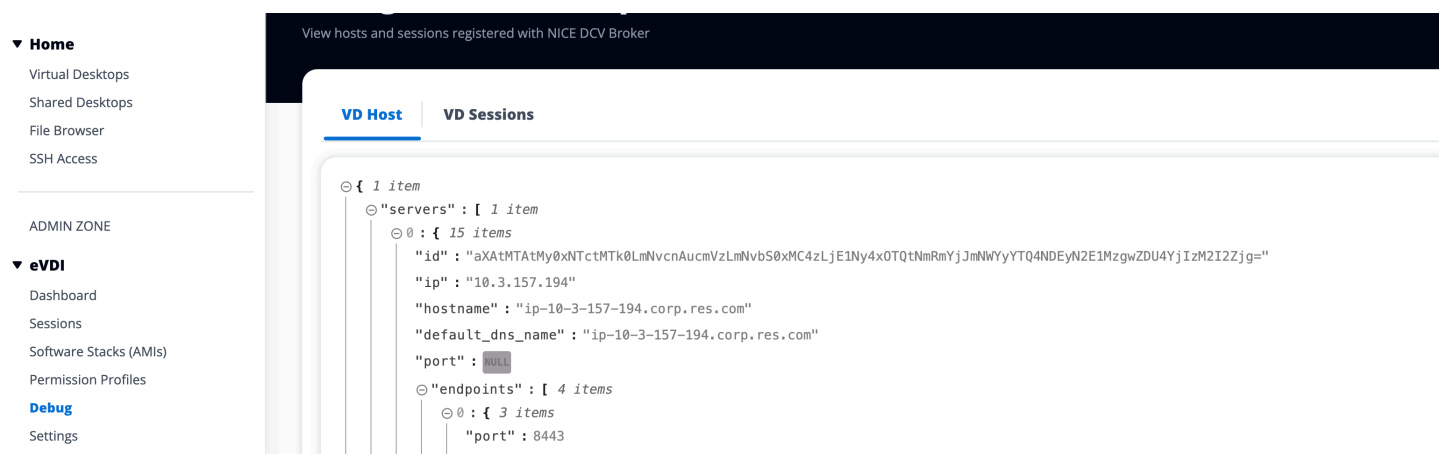 Home
Virtual Desktops
Shared Desktops
File Browser
SSH Access
ADMIN ZONE
eVDI
Dashboard
Sessions
Software Stacks (AMIs)
Permission Profiles
Debug
Settings
View hosts and sessions registered with NICE DCV Broker
VD Host
VD Sessions
{ 1 item
"servers" : [ 1 item
0 : { 15 items
"id" : "aXAtMTAtMy0xNTctMTk0LmNvcnAucmVzLmNvbS0xMC4zLjE1Ny4xOTQtNmRmYjJmNWYyYTQ4NDEyN2E1MzgwZDU4YjIzM2I2Zjg="
"ip" : "10.3.157.194"
"hostname" : "ip-10-3-157-194.corp.res.com"
"default_dns_name" : "ip-10-3-157-194.corp.res.com"
"port" : NULL
"endpoints" : [ 4 items
0 : { 3 items
"port" : 8443